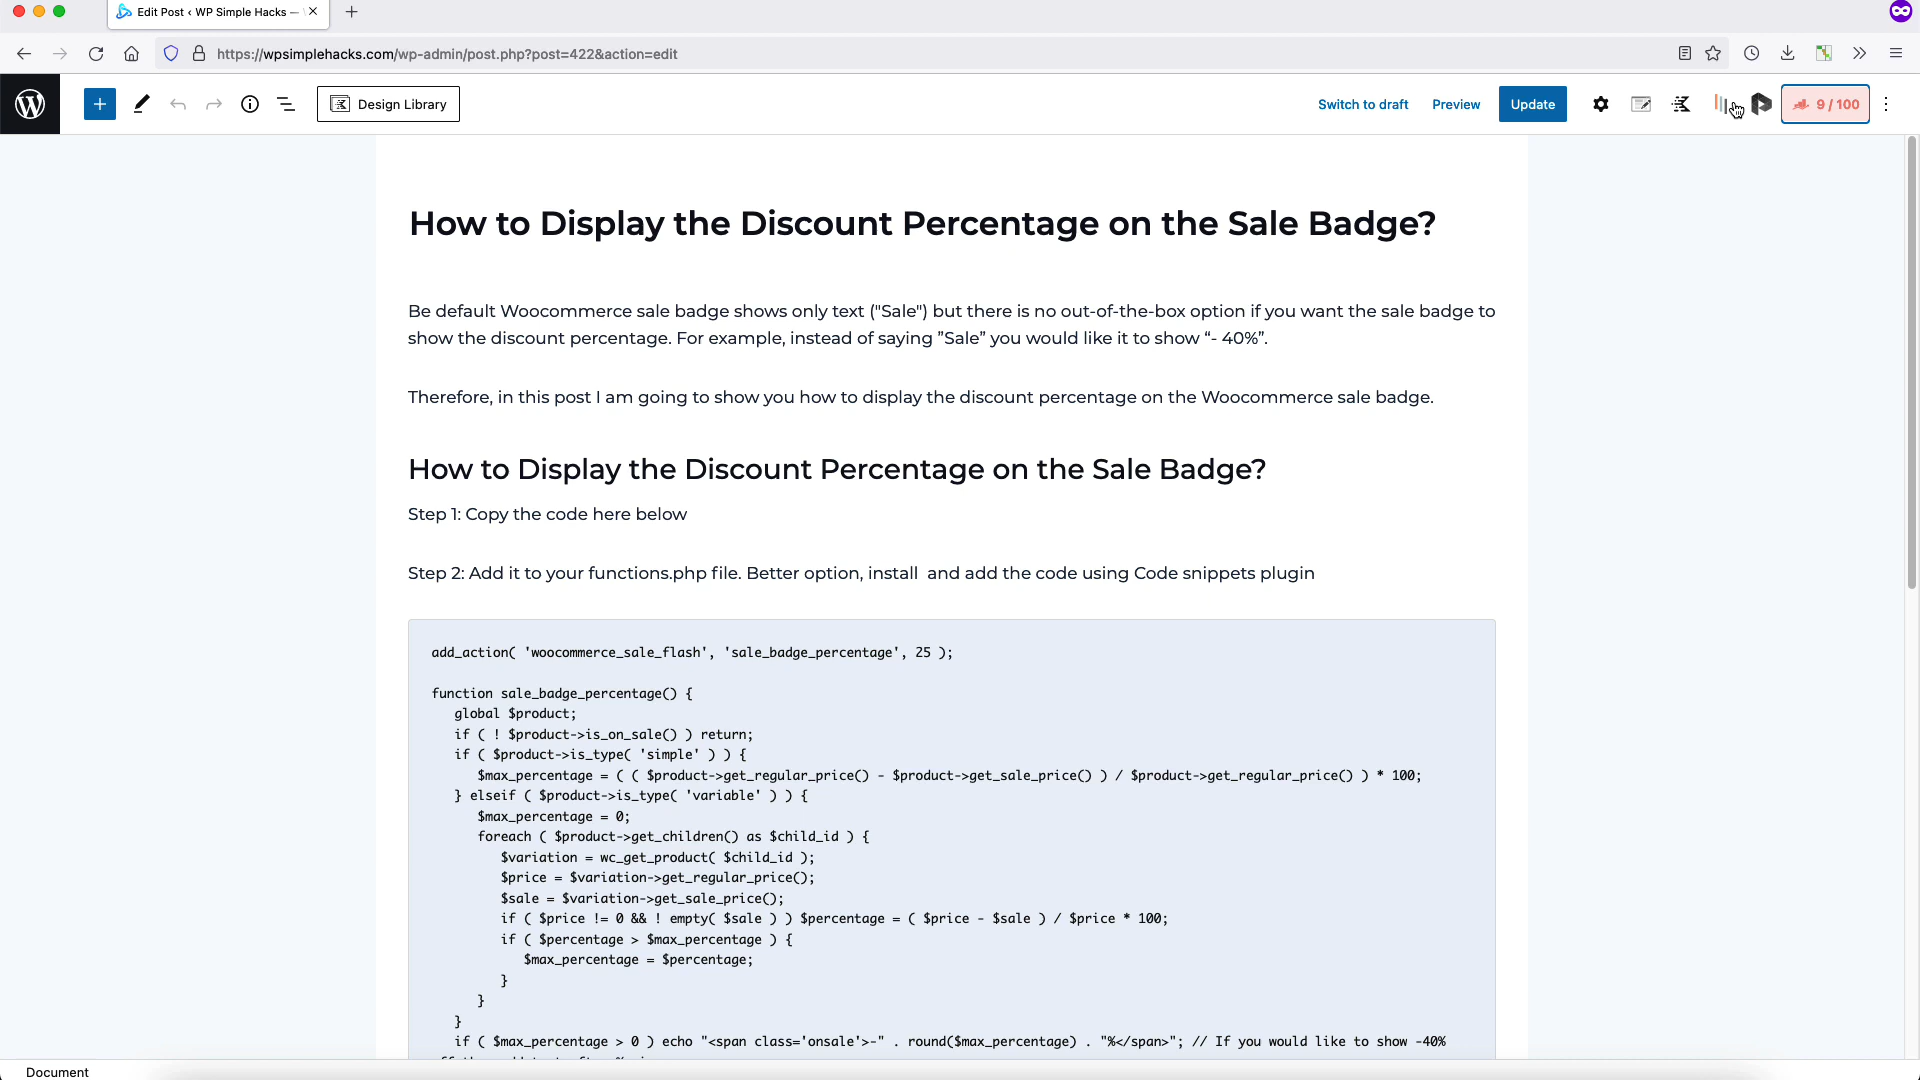 Edit Post ‹ WP Simple Hacks —
https://wpsimplehacks.com/wp-admin/post.php?post=422&action=edit
Design Library
Switch to draft
Preview
Update
9 / 100
How to Display the Discount Percentage on the Sale Badge?
Be default Woocommerce sale badge shows only text ("Sale") but there is no out-of-the-box option if you want the sale badge to
show the discount percentage. For example, instead of saying ”Sale” you would like it to show “- 40%”.
Therefore, in this post I am going to show you how to display the discount percentage on the Woocommerce sale badge.
How to Display the Discount Percentage on the Sale Badge?
Step 1: Copy the code here below
Step 2: Add it to your functions.php file. Better option, install  and add the code using Code snippets plugin
add_action( 'woocommerce_sale_flash', 'sale_badge_percentage', 25 );
function sale_badge_percentage() {
   global $product;
   if ( ! $product->is_on_sale() ) return;
   if ( $product->is_type( 'simple' ) ) {
      $max_percentage = ( ( $product->get_regular_price() - $product->get_sale_price() ) / $product->get_regular_price() ) * 100;
   } elseif ( $product->is_type( 'variable' ) ) {
      $max_percentage = 0;
      foreach ( $product->get_children() as $child_id ) {
         $variation = wc_get_product( $child_id );
         $price = $variation->get_regular_price();
         $sale = $variation->get_sale_price();
         if ( $price != 0 && ! empty( $sale ) ) $percentage = ( $price - $sale ) / $price * 100;
         if ( $percentage > $max_percentage ) {
            $max_percentage = $percentage;
         }
      }
   }
   if ( $max_percentage > 0 ) echo "<span class='onsale'>-" . round($max_percentage) . "%</span>"; // If you would like to show -40%
Document